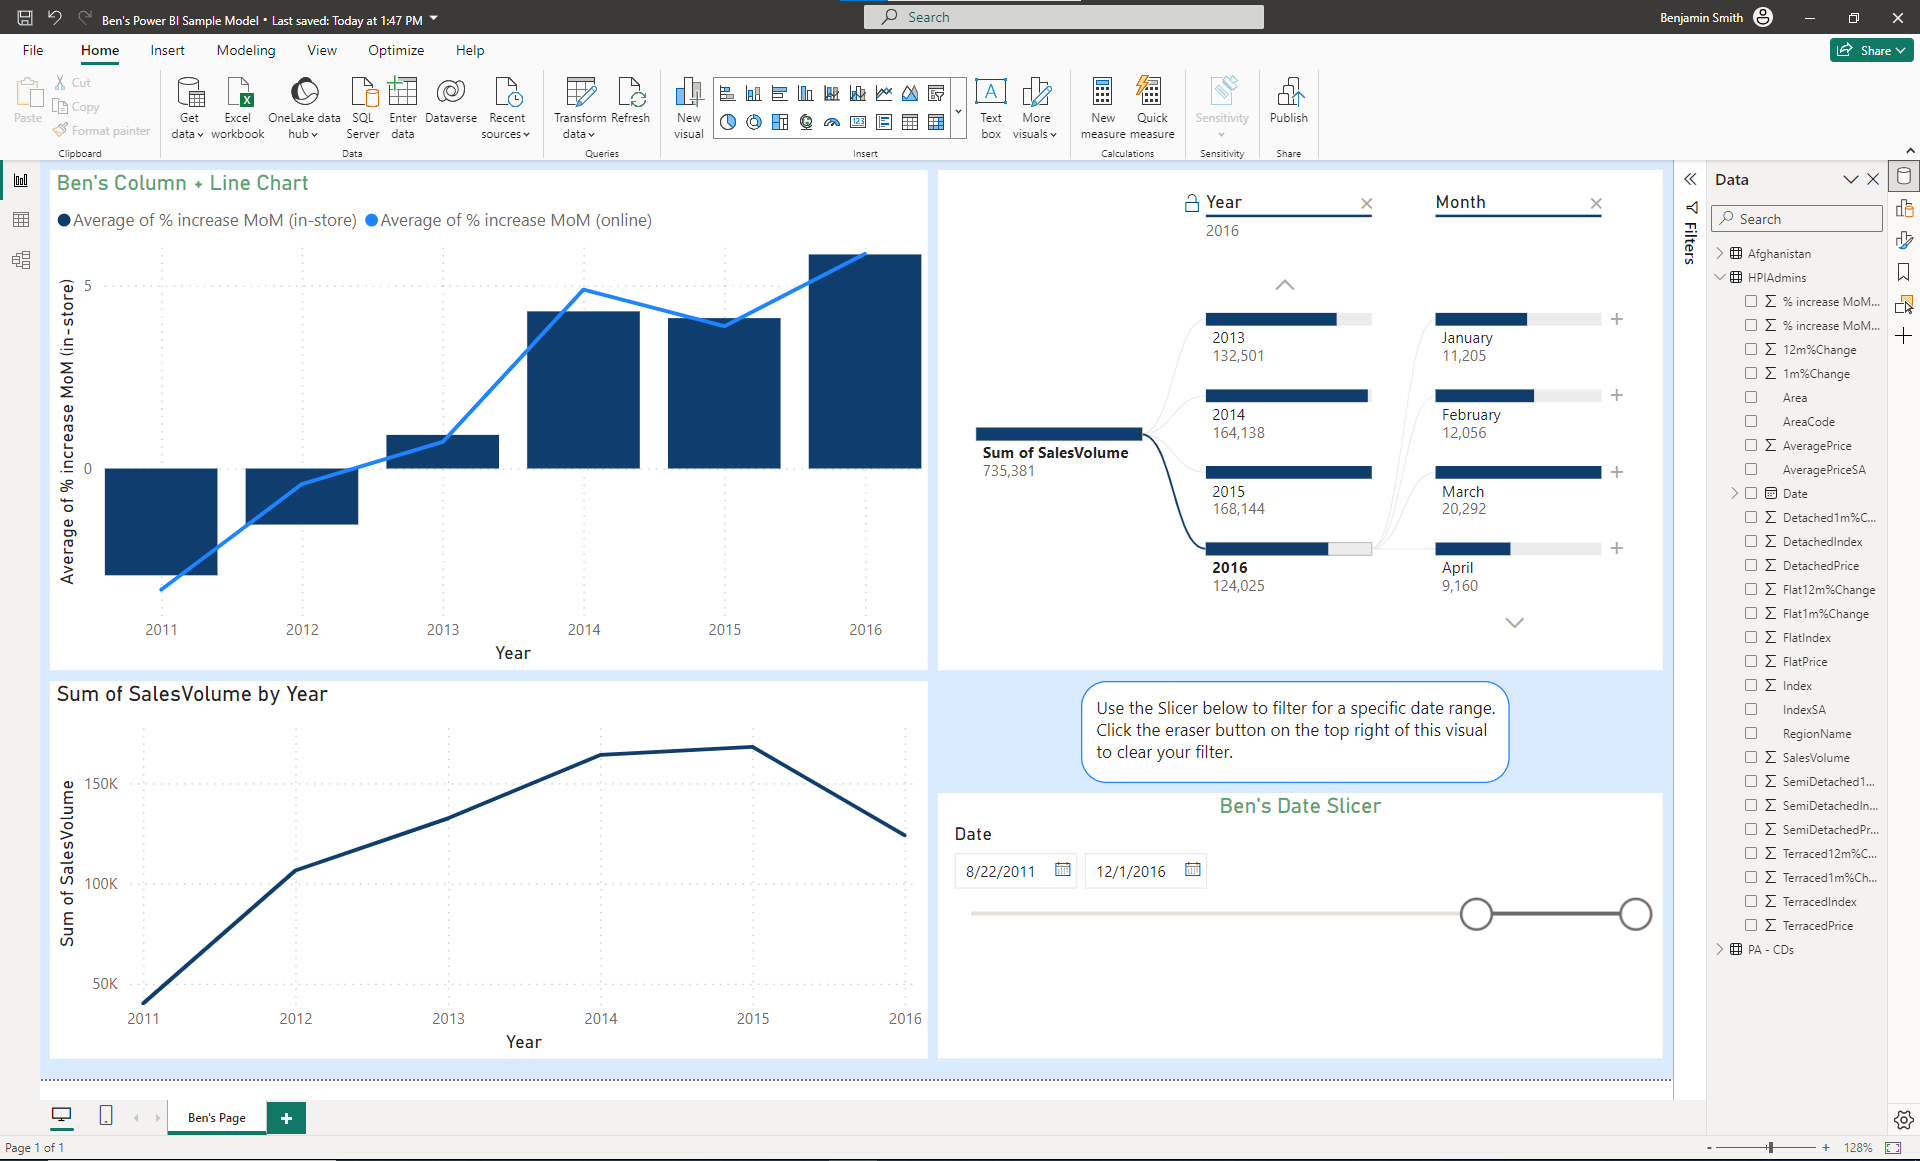 Ben's Power BI Sample Model • Last saved: Today at 1:47 PM
Search
Benjamin Smith
File Home Insert Modeling View Optimize Help
Share
Paste
Cut
Copy
Format painter
Clipboard
Get data
Excel workbook
OneLake data hub
SQL Server
Enter data
Dataverse
Recent sources
Data
Transform data
Refresh
Queries
New visual
123
A
Text box
More visuals
Insert
New measure
Quick measure
Calculations
Sensitivity
Sensitivity
Publish
Share
Ben's Column + Line Chart
Average of % increase MoM (in-store) Average of % increase MoM (online)
Average of % increase MoM (in-store)
5
0
2011 2012 2013 2014 2015 2016
Year
Year
2016
Month
Sum of SalesVolume
735,381
2013
132,501
2014
164,138
2015
168,144
2016
124,025
January
11,205
February
12,056
March
20,292
April
9,160
Sum of SalesVolume by Year
Sum of SalesVolume
150K
100K
50K
2011 2012 2013 2014 2015 2016
Year
Use the Slicer below to filter for a specific date range.
Click the eraser button on the top right of this visual
to clear your filter.
Ben's Date Slicer
Date
8/22/2011 12/1/2016
Filters
Data
Search
Afghanistan
HPIAdmins
% increase MoM...
% increase MoM...
12m%Change
1m%Change
Area
AreaCode
AveragePrice
AveragePriceSA
Date
Detached1m%C...
DetachedIndex
DetachedPrice
Flat12m%Change
Flat1m%Change
FlatIndex
FlatPrice
Index
IndexSA
RegionName
SalesVolume
SemiDetached1...
SemiDetachedIn...
SemiDetachedPr...
Terraced12m%C...
Terraced1m%Ch...
TerracedIndex
TerracedPrice
PA - CDs
Ben's Page
Page 1 of 1
128%